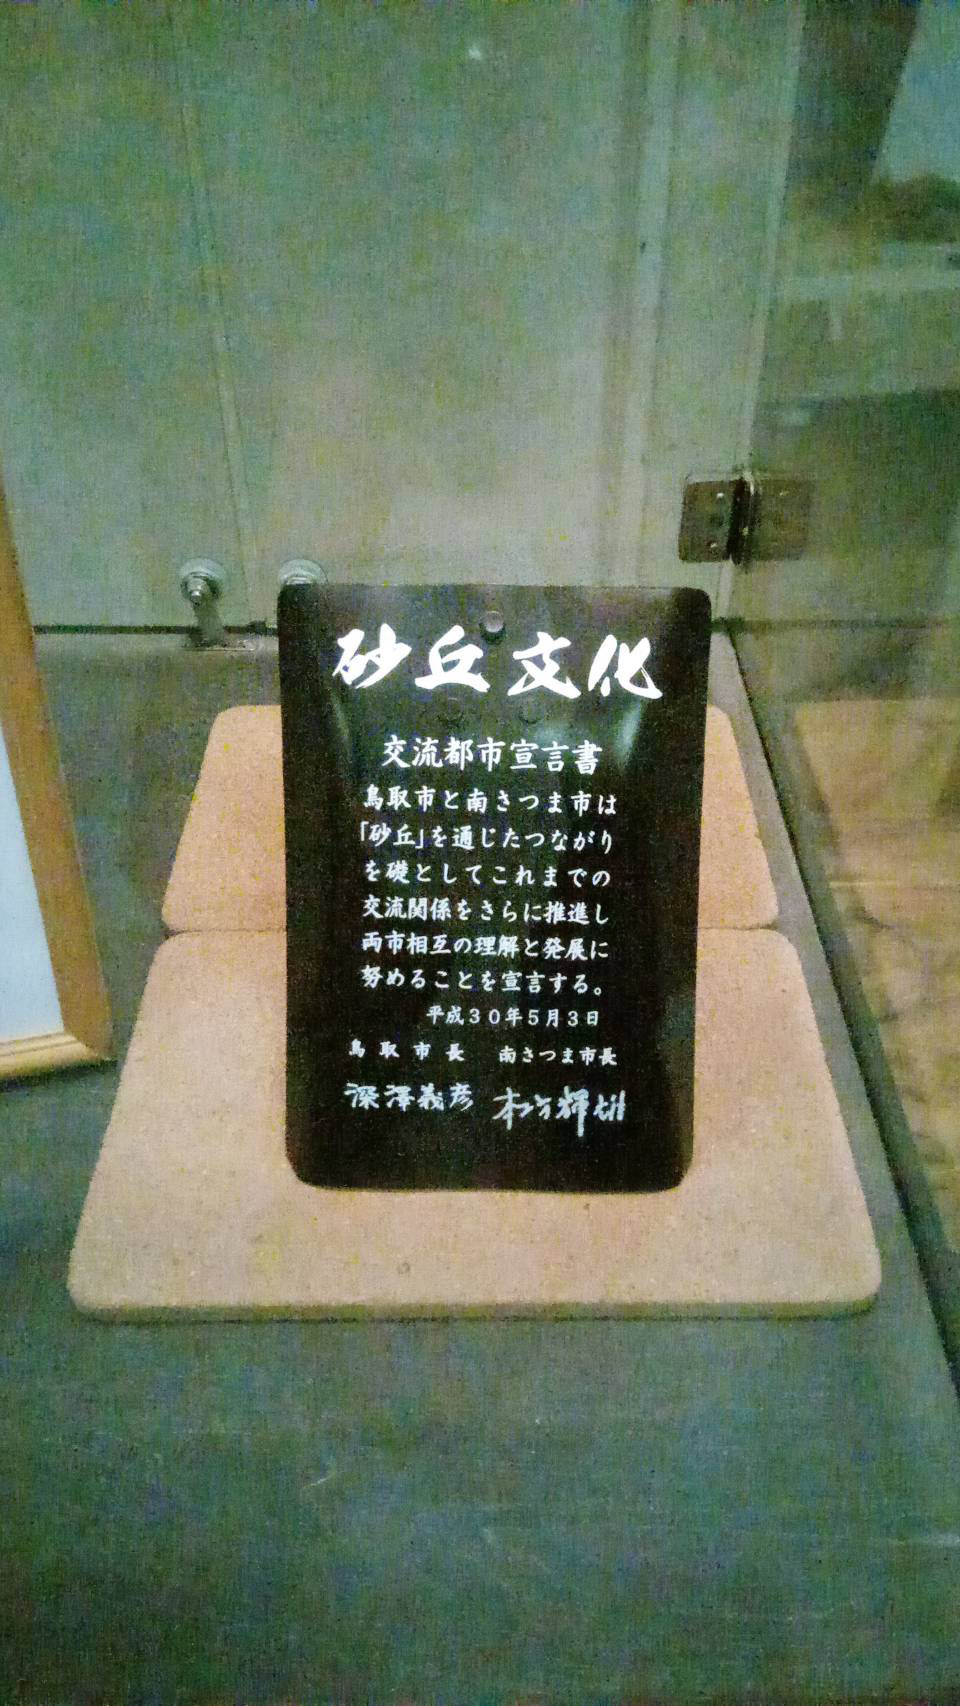 砂丘文化
交流都市宣言書
鳥取市と南さつま市は
「砂丘」を通じたつながり
を礎としてこれまでの
交流関係をさらに推進し
両市相互の理解と発展に
努めることを宣言する。
平成30年5月3日
鳥取市長 南さつま市長
深澤義彦 本坊輝雄